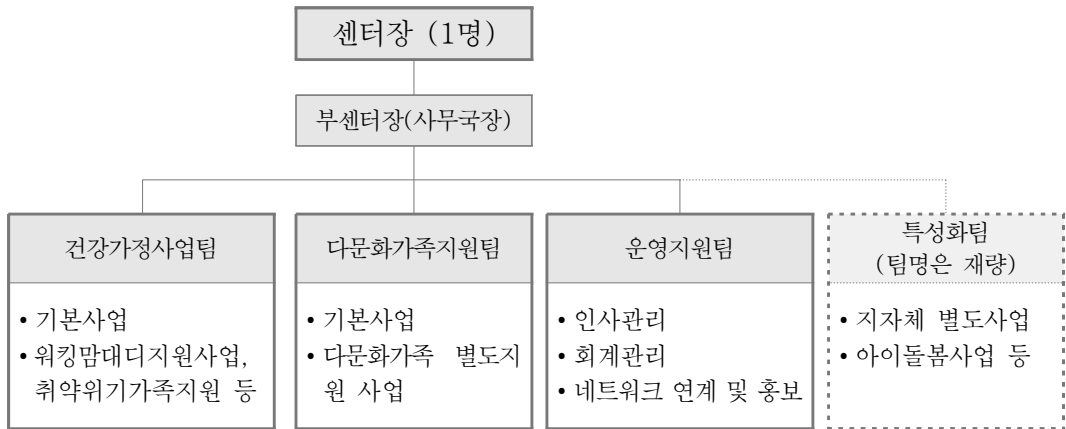 센터장 (1명)
부센터장(사무국장)
건강가정사업팀
• 기본사업
• 워킹맘대디지원사업,
취약위기가족지원 등
다문화가족지원팀
• 기본사업
• 다문화가족 별도지
원 사업
운영지원팀
• 인사관리
• 회계관리
• 네트워크 연계 및 홍보
특성화팀
(팀명은 재량)
• 지자체 별도사업
• 아이돌봄사업 등